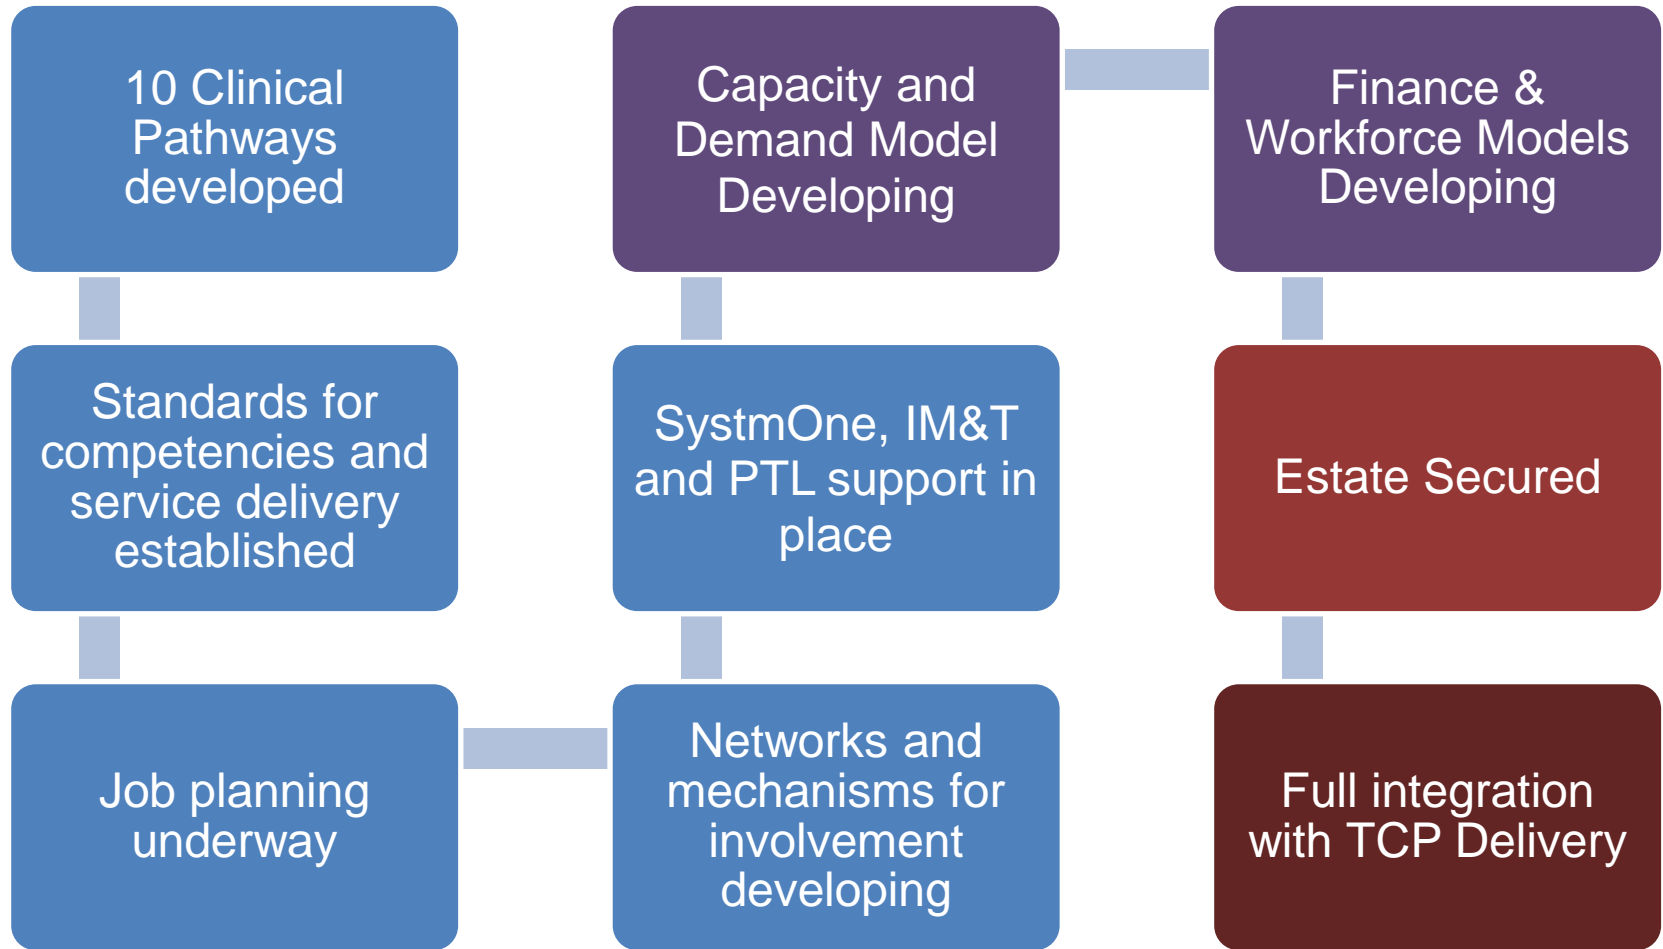 10 Clinical
Pathways
developed
Standards for
competencies and
service delivery
established
Job planning
underway
Networks and
mechanisms for
involvement
developing
SystmOne, IM&T
and PTL support in
place
Capacity and
Demand Model
Developing
Finance &
Workforce Models
Developing
Estate Secured
Full integration
with TCP Delivery